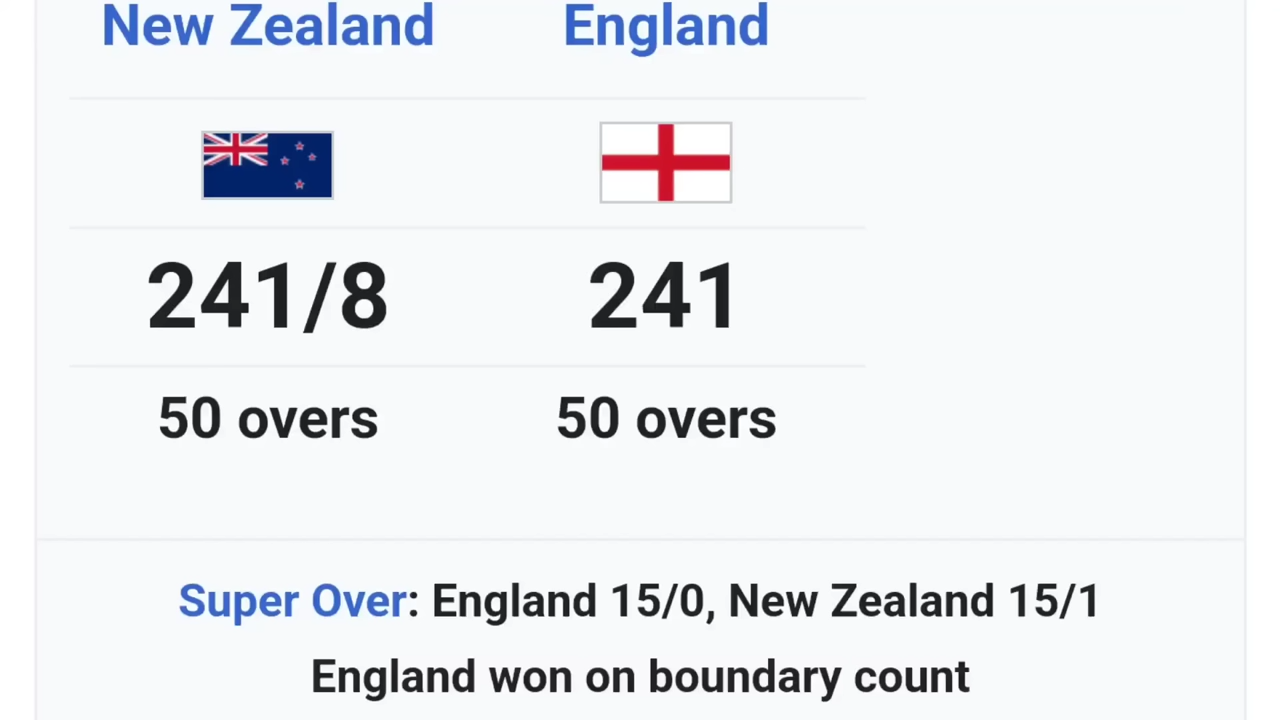 New Zealand England
241/8 241
50 overs 50 overs
Super Over: England 15/0, New Zealand 15/1
England won on boundary count